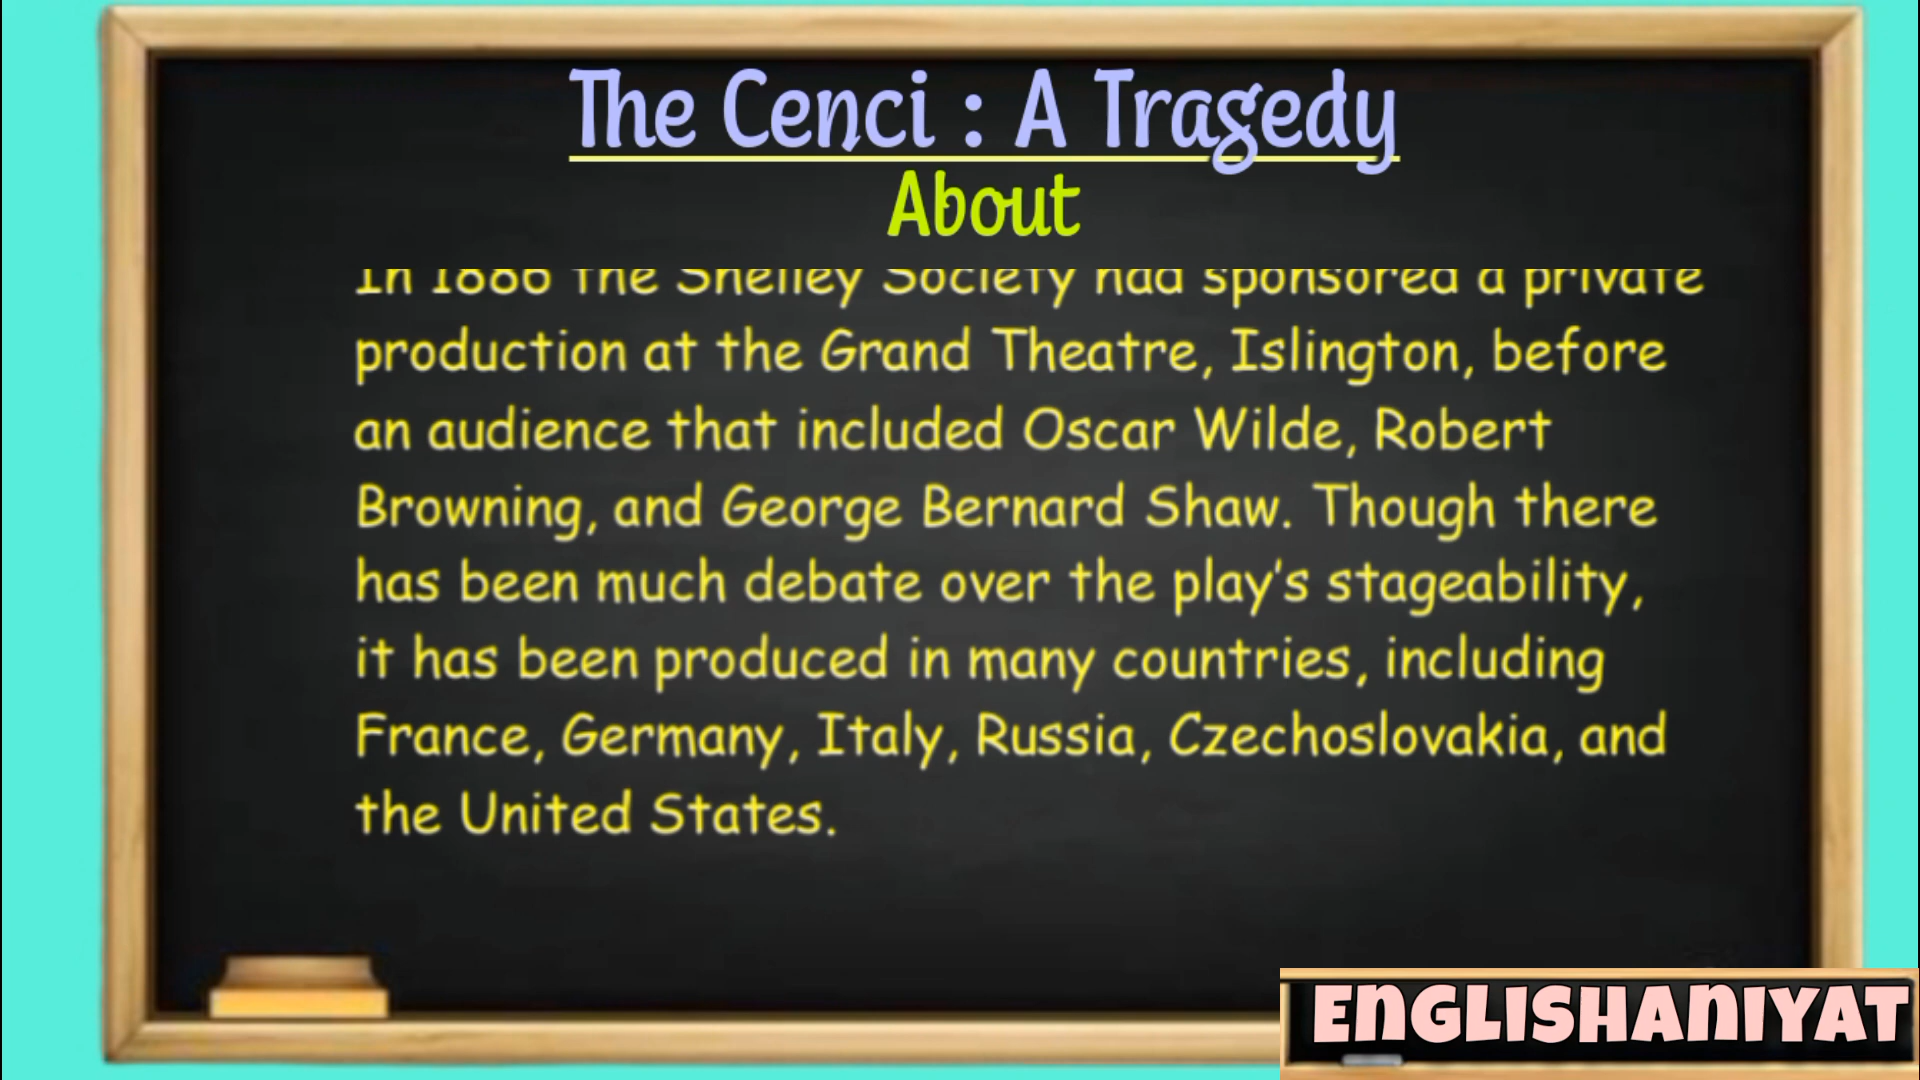 The Cenci : A Tragedy
About
In 1886 the Shelley Society had sponsored a private
production at the Grand Theatre, Islington, before
an audience that included Oscar Wilde, Robert
Browning, and George Bernard Shaw. Though there
has been much debate over the play's stageability,
it has been produced in many countries, including
France, Germany, Italy, Russia, Czechoslovakia, and
the United States.
ENGLISHANIYAT